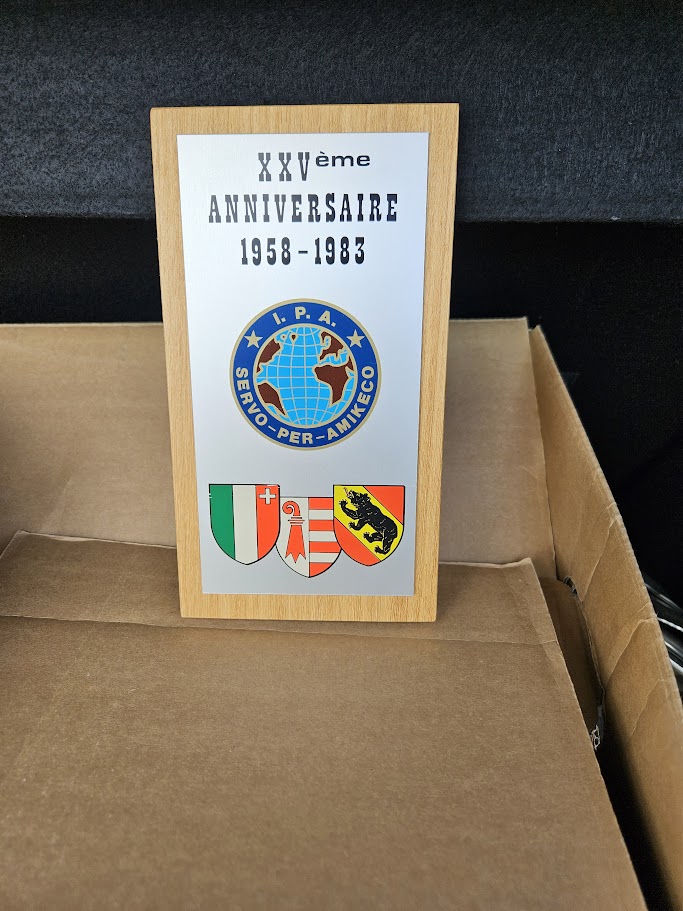 XXVème
ANNIVERSAIRE
1958-1983
I. P. A.
SERVO-PER-AMIKECO